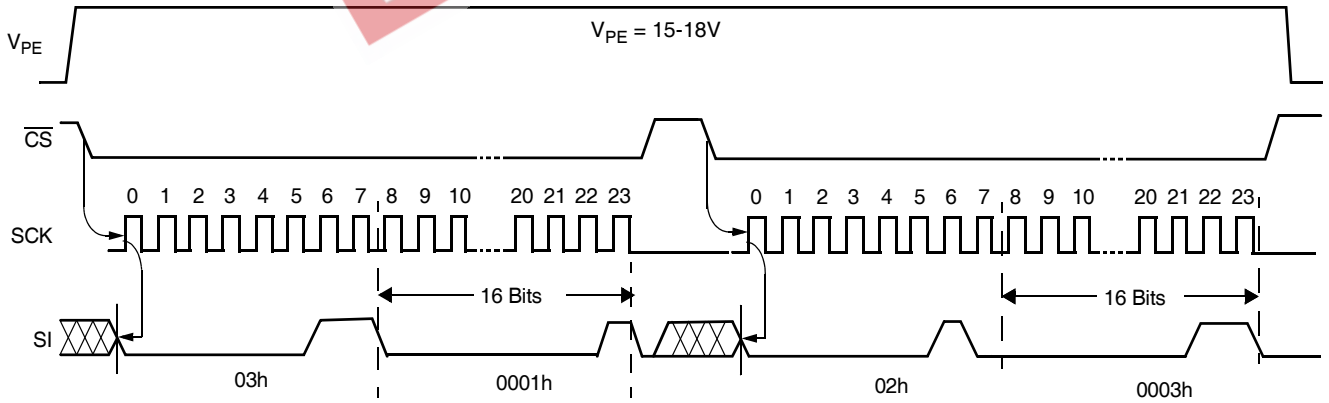 V_PE
V_PE = 15-18V
CS
0 1 2 3 4 5 6 7 8 9 10 20 21 22 23 0 1 2 3 4 5 6 7 8 9 10 20 21 22 23
SCK
16 Bits 16 Bits
SI
03h 0001h 02h 0003h